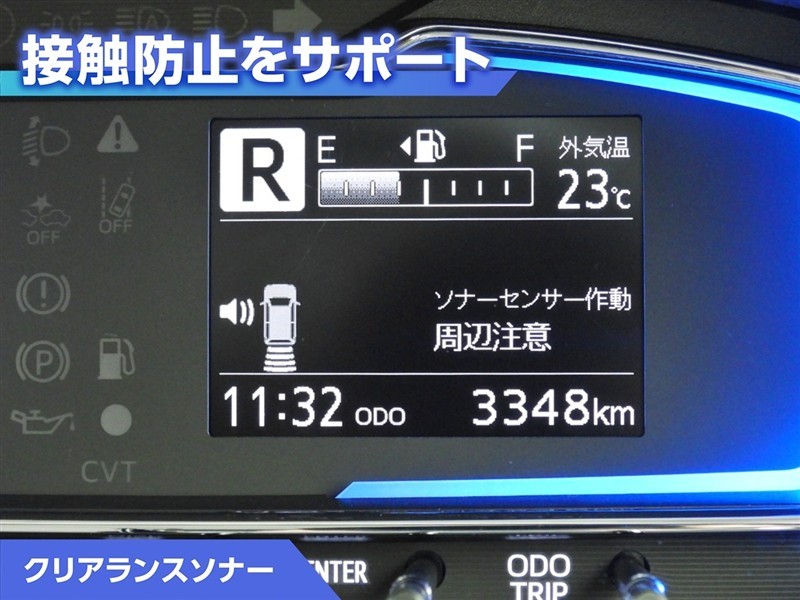 接触防止をサポート
R
E F
外気温
23℃
OFF
OFF
ソナーセンサー作動
周辺注意
P
11:32 ODO 3348km
CVT
クリアランスソナー
ENTER
ODO
TRIP